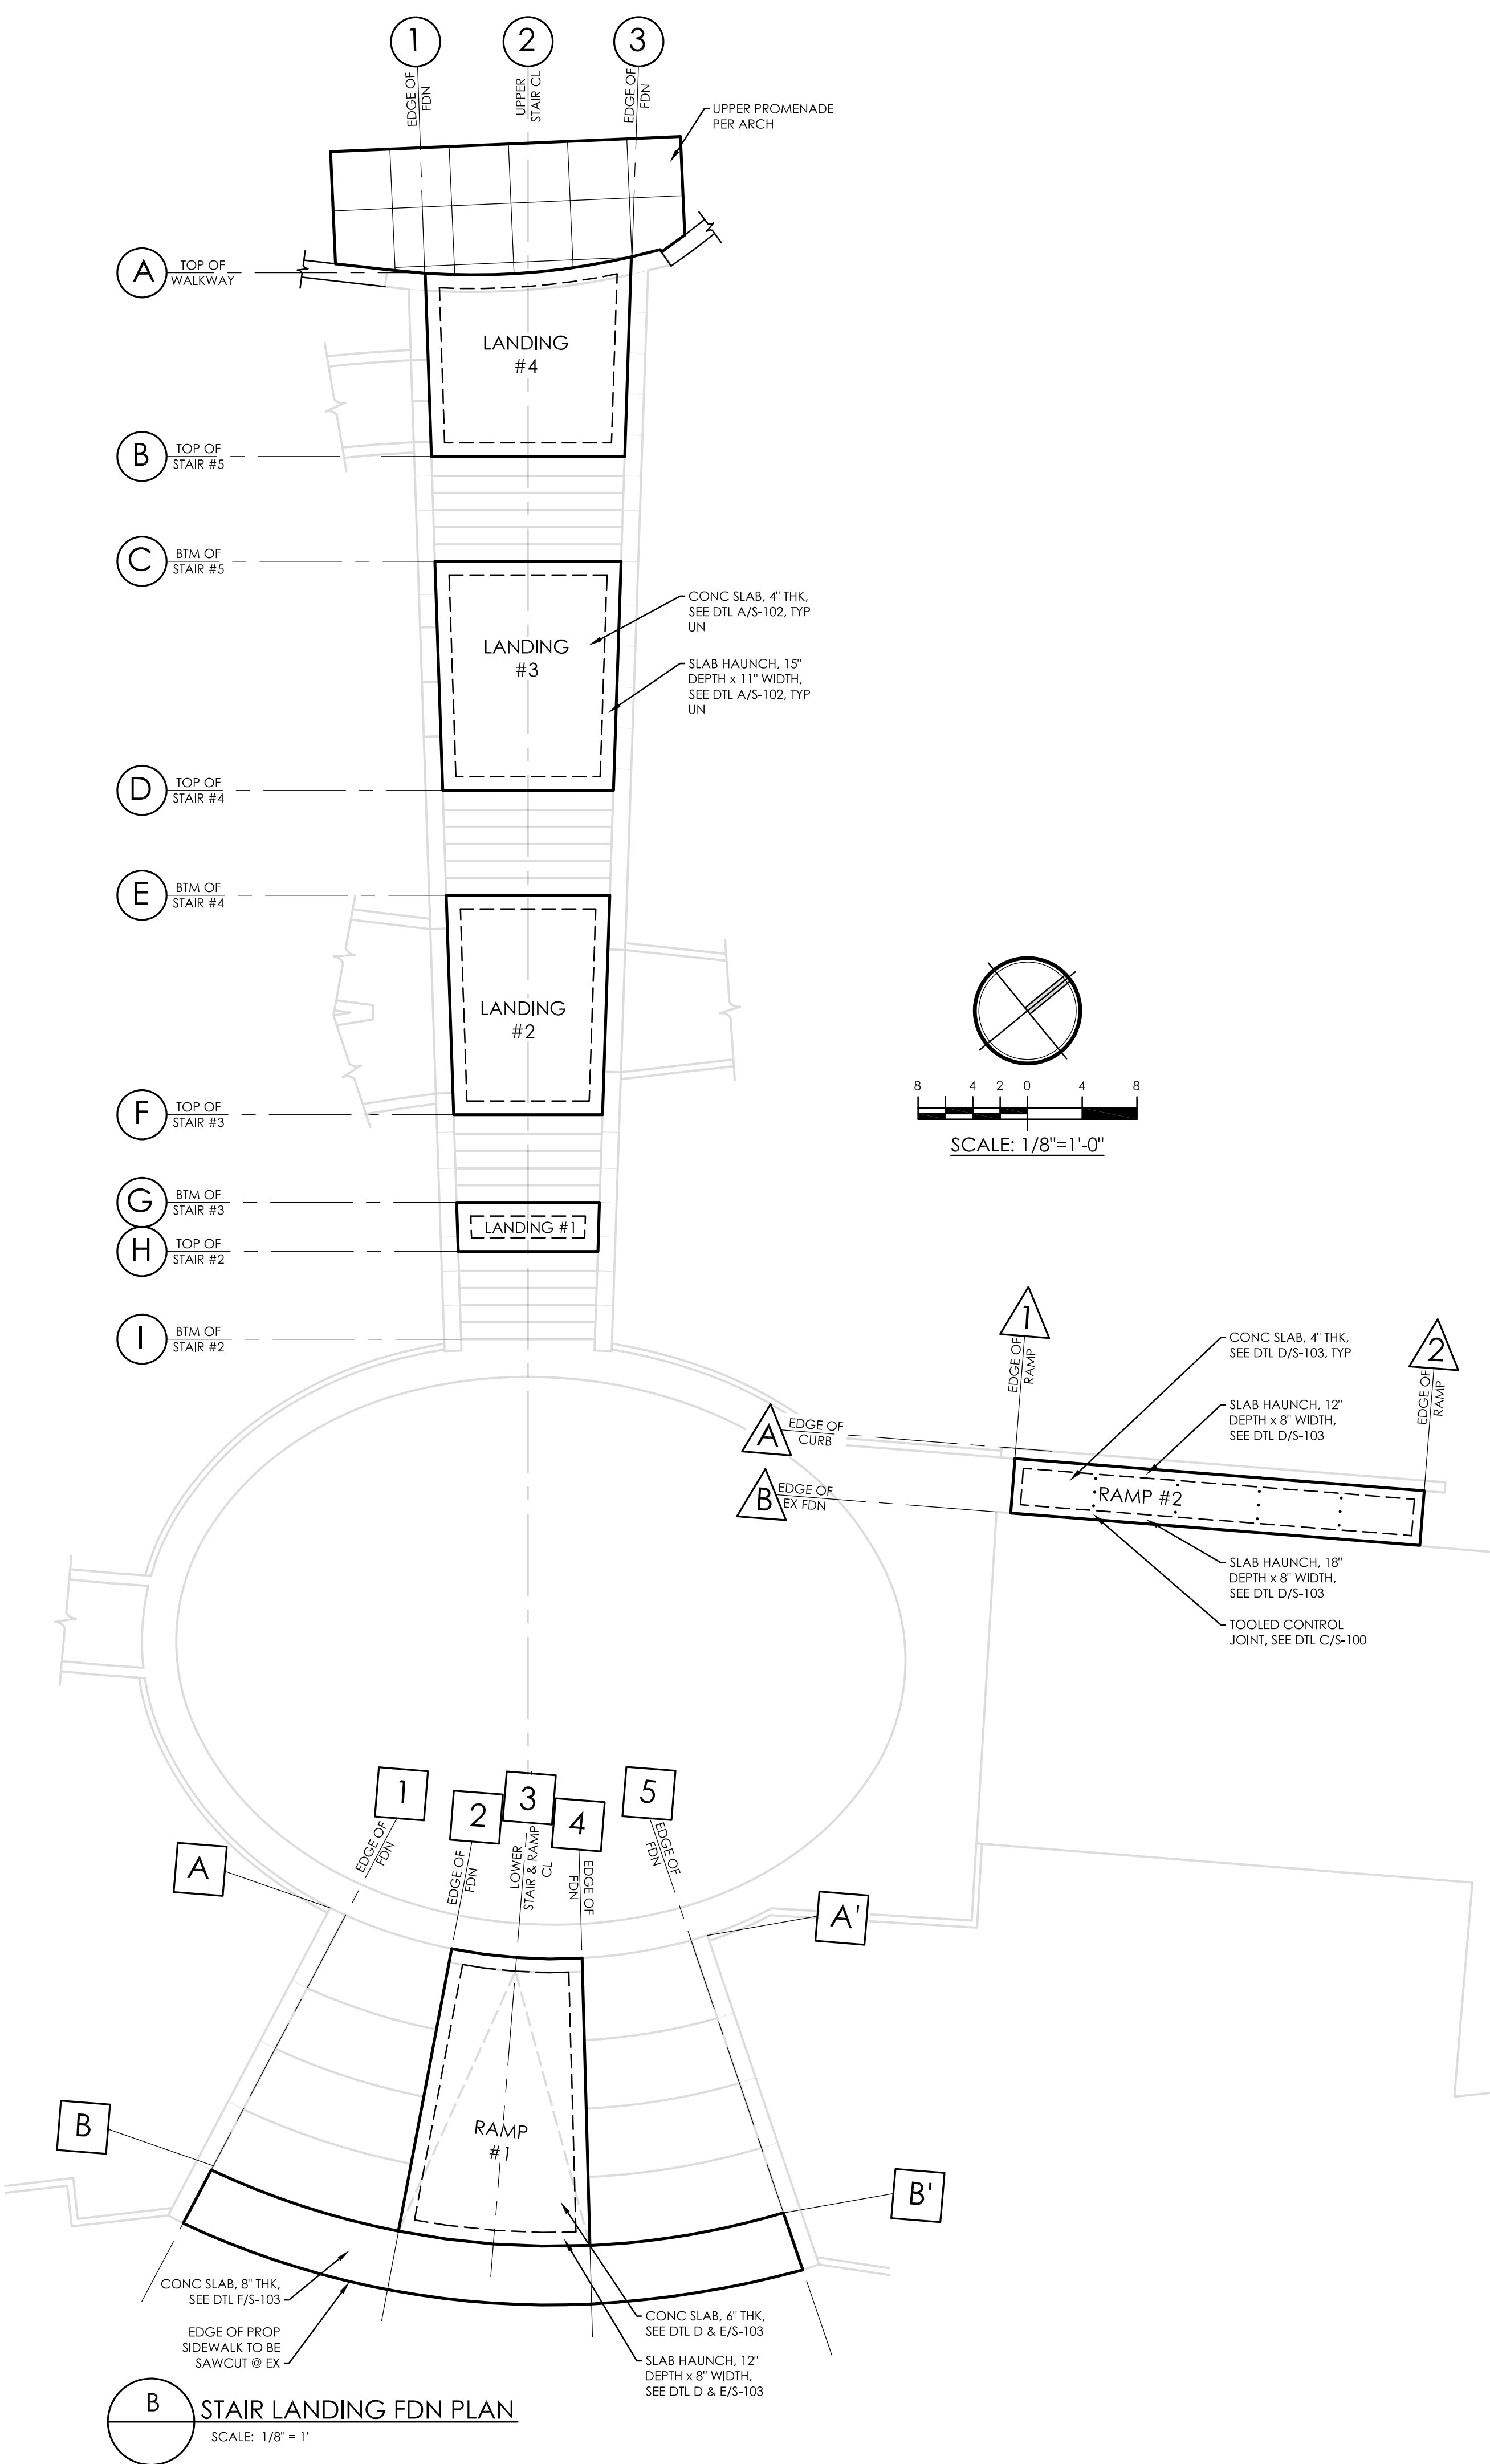 1
2
3
EDGE OF
FDN
UPPER
STAIR CL
EDGE OF
FDN
UPPER PROMENADE
PER ARCH
A
TOP OF
WALKWAY
LANDING
#4
B
TOP OF
STAIR #5
C
BTM OF
STAIR #5
CONC SLAB, 4" THK,
SEE DTL A/S-102, TYP
UN
LANDING
#3
SLAB HAUNCH, 15"
DEPTH x 11" WIDTH,
SEE DTL A/S-102, TYP
UN
D
TOP OF
STAIR #4
E
BTM OF
STAIR #4
LANDING
#2
8 4 2 0 4 8
SCALE: 1/8"=1'-0"
F
TOP OF
STAIR #3
G
BTM OF
STAIR #3
LANDING #1
H
TOP OF
STAIR #2
I
BTM OF
STAIR #2
1
EDGE OF
RAMP
2
EDGE OF
RAMP
CONC SLAB, 4" THK,
SEE DTL D/S-103, TYP
SLAB HAUNCH, 12"
DEPTH x 8" WIDTH,
SEE DTL D/S-103
A
EDGE OF
CURB
B
EDGE OF
EX FDN
RAMP #2
SLAB HAUNCH, 18"
DEPTH x 8" WIDTH,
SEE DTL D/S-103
TOOLED CONTROL
JOINT, SEE DTL C/S-100
1
2
3
4
5
EDGE OF
FDN
EDGE OF
FDN
LOWER
STAIR & RAMP
CL
EDGE OF
FDN
EDGE OF
FDN
A
A'
B
RAMP
#1
B'
CONC SLAB, 8" THK,
SEE DTL F/S-103
EDGE OF PROP
SIDEWALK TO BE
SAWCUT @ EX
CONC SLAB, 6" THK,
SEE DTL D & E/S-103
SLAB HAUNCH, 12"
DEPTH x 8" WIDTH,
SEE DTL D & E/S-103
B
STAIR LANDING FDN PLAN
SCALE: 1/8" = 1'